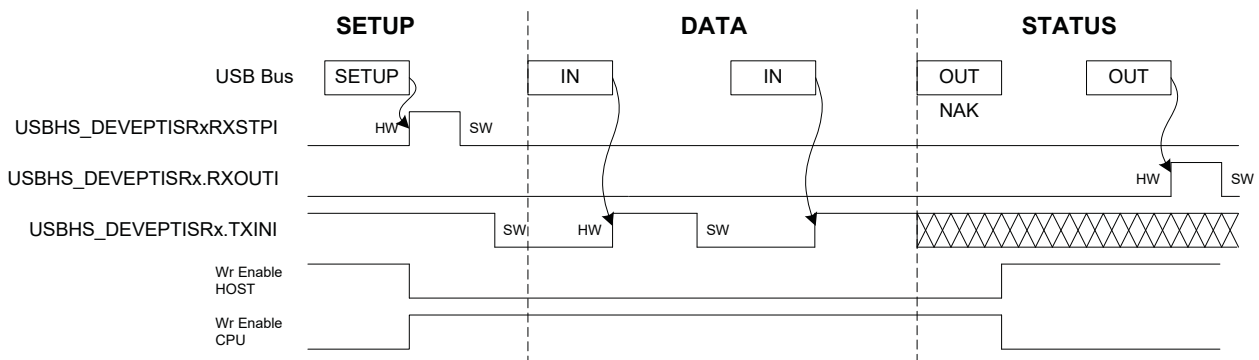 SETUP DATA STATUS
USB Bus SETUP IN IN OUT OUT
NAK
USBHS_DEVEPTISRxRXSTPI HW SW
USBHS_DEVEPTISRx.RXOUTI HW SW
USBHS_DEVEPTISRx.TXINI SW HW SW
Wr Enable
HOST
Wr Enable
CPU